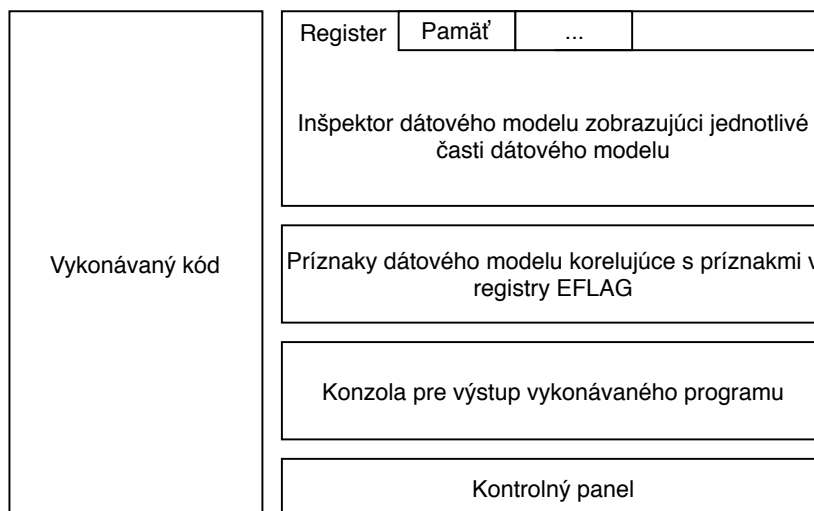 Register Pamäť ...
Inšpektor dátového modelu zobrazujúci jednotlivé
časti dátového modelu
Vykonávaný kód
Príznaky dátového modelu korelujúce s príznakmi v
registry EFLAG
Konzola pre výstup vykonávaného programu
Kontrolný panel